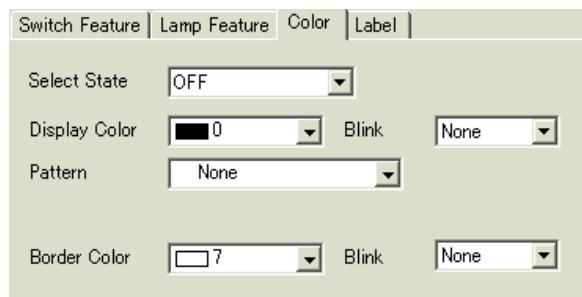 Switch Feature Lamp Feature Color Label
Select State OFF
Display Color 0 Blink None
Pattern None
Border Color 7 Blink None